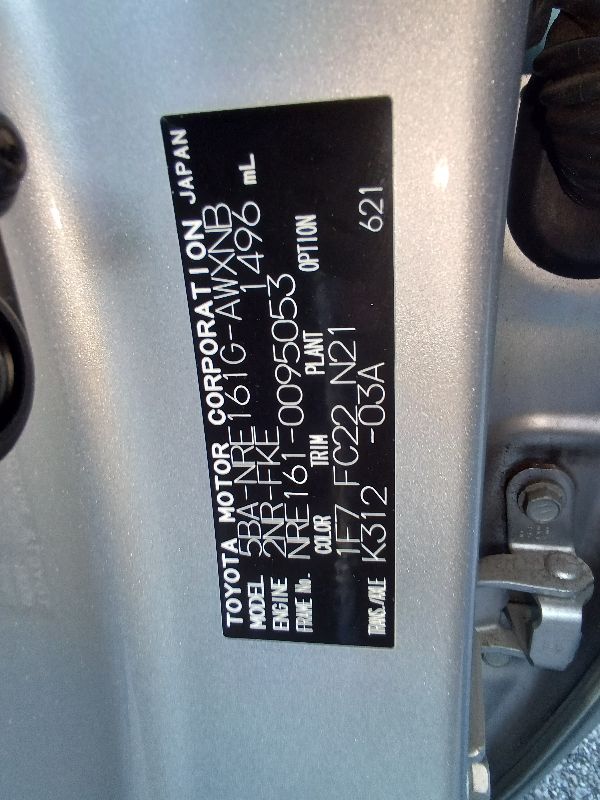 TOYOTA MOTOR CORPORATION JAPAN
MODEL 5BA-NRE161G-AWXNB
ENGINE 2NR-FKE 1496 mL
FRAME No. NRE161-0095053
COLOR TRIM PLANT OPTION
1F7 FC22 N21
TRANS./AXLE K312 -03A 621